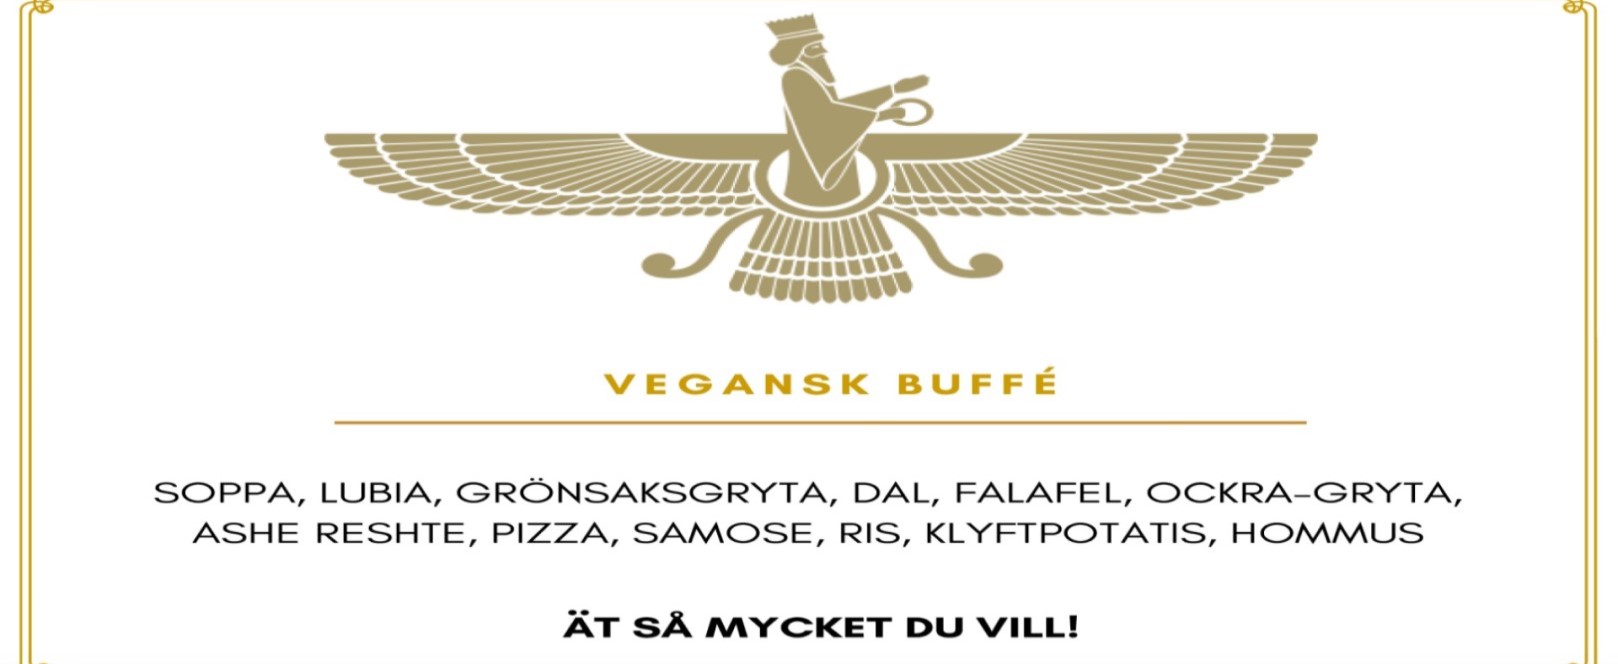 VEGANSK BUFFÉ
SOPPA, LUBIA, GRÖNSAKSGRYTA, DAL, FALAFEL, OCKRA-GRYTA,
ASHE RESHTE, PIZZA, SAMOSE, RIS, KLYFTPOTATIS, HOMMUS
ÄT SÅ MYCKET DU VILL!